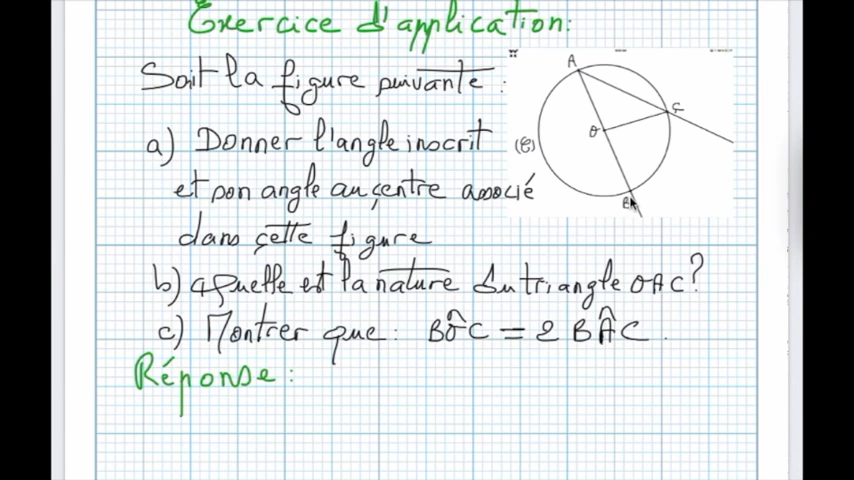 Exercice d'application:
Soit la figure suivante :
a) Donner l'angle inscrit
et son angle au centre associé
dans cette figure
b) quelle est la nature du triangle OAC?
c) Montrer que: BÔC = 2 BÂC.
Réponse:
A
C
O
(C)
B